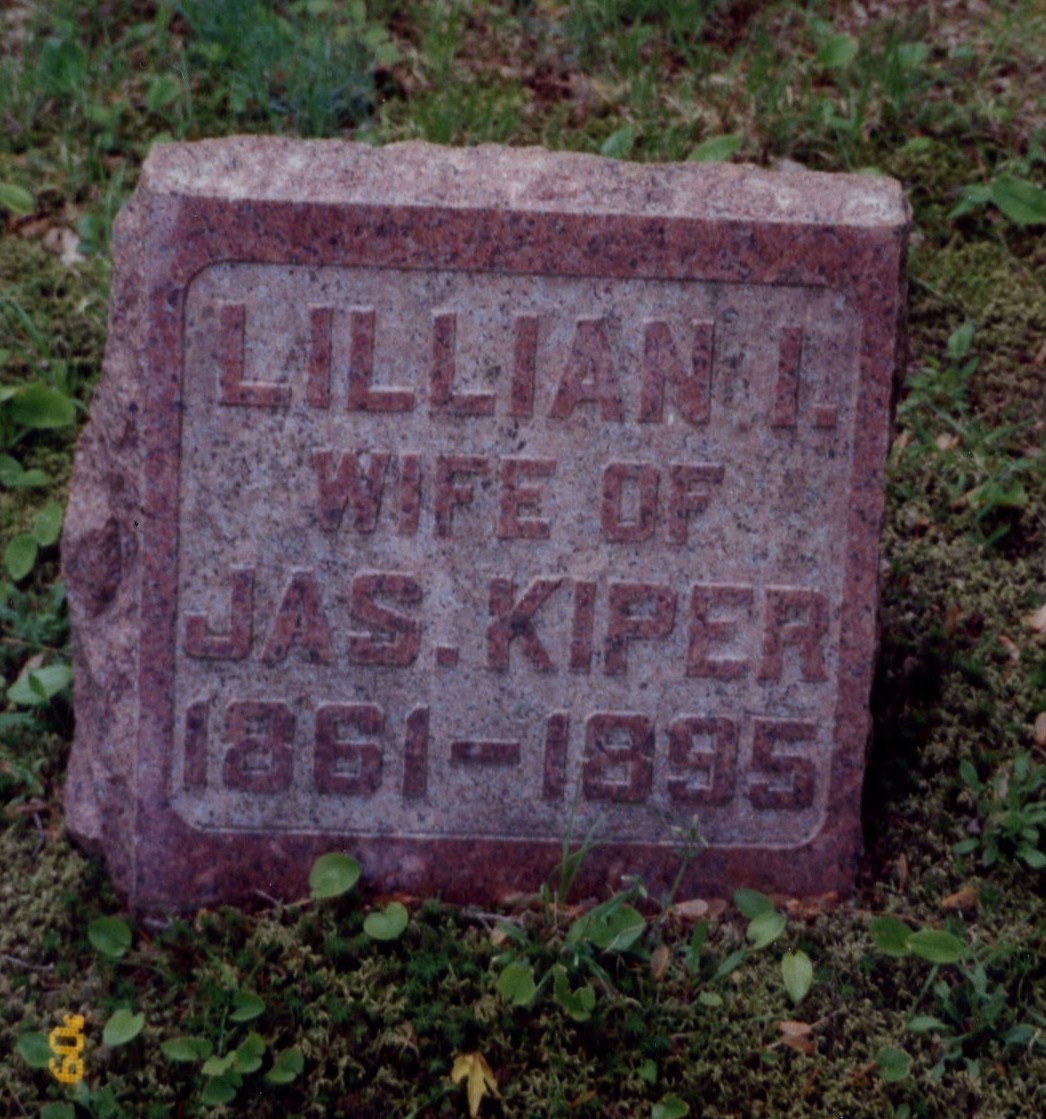 LILLIAN I.
WIFE OF
JAS. KIPER
1861-1895